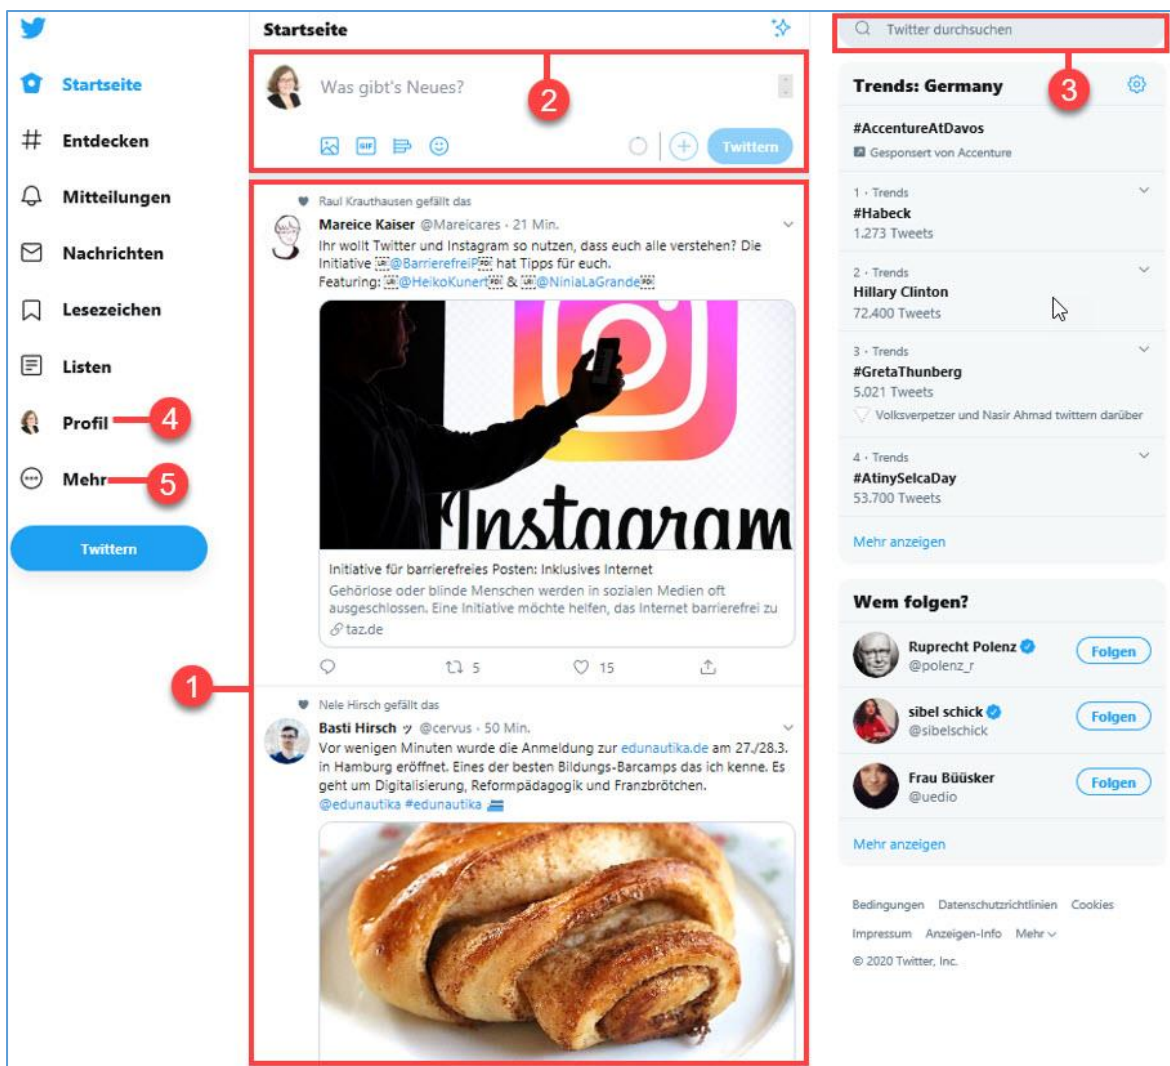 Startseite
Entdecken
Mitteilungen
Nachrichten
Lesezeichen
Listen
Profil
4
Mehr
5
Twittern
Startseite
Was gibt's Neues?
2
GIF
Twittern
1
Raul Krauthausen gefällt das
Mareice Kaiser @Mareicares · 21 Min.
Ihr wollt Twitter und Instagram so nutzen, dass euch alle verstehen? Die
Initiative @BarrierefreiP hat Tipps für euch.
Featuring: @HeikoKunert & @NiniaLaGrande
Instagram
Initiative für barrierefreies Posten: Inklusives Internet
Gehörlose oder blinde Menschen werden in sozialen Medien oft
ausgeschlossen. Eine Initiative möchte helfen, das Internet barrierefrei zu
taz.de
5 15
Nele Hirsch gefällt das
Basti Hirsch ッ @cervus · 50 Min.
Vor wenigen Minuten wurde die Anmeldung zur edunautika.de am 27./28.3.
in Hamburg eröffnet. Eines der besten Bildungs-Barcamps das ich kenne. Es
geht um Digitalisierung, Reformpädagogik und Franzbrötchen.
@edunautika #edunautika
Twitter durchsuchen
3
Trends: Germany
#AccentureAtDavos
Gesponsert von Accenture
1 · Trends
#Habeck
1.273 Tweets
2 · Trends
Hillary Clinton
72.400 Tweets
3 · Trends
#GretaThunberg
5.021 Tweets
Volksverpetzer und Nasir Ahmad twittern darüber
4 · Trends
#AtinySelcaDay
53.700 Tweets
Mehr anzeigen
Wem folgen?
Ruprecht Polenz
@polenz_r
Folgen
sibel schick
@sibelschick
Folgen
Frau Büüsker
@uedio
Folgen
Mehr anzeigen
Bedingungen Datenschutzrichtlinien Cookies
Impressum Anzeigen-Info Mehr
© 2020 Twitter, Inc.